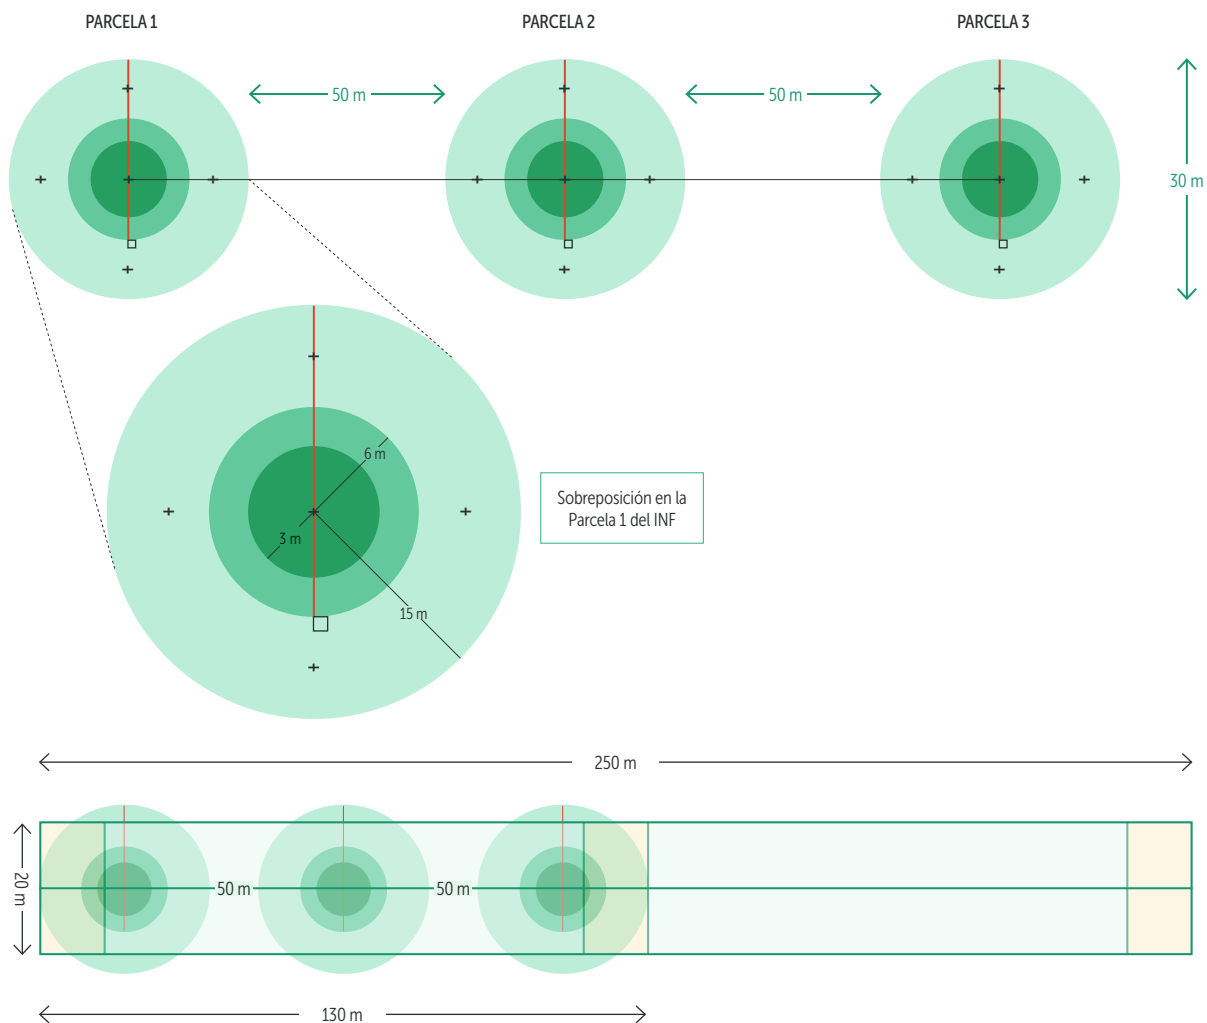 PARCELA 1
PARCELA 2
PARCELA 3
50 m
50 m
30 m
6 m
3 m
15 m
Sobreposición en la
Parcela 1 del INF
250 m
20 m
50 m
50 m
130 m